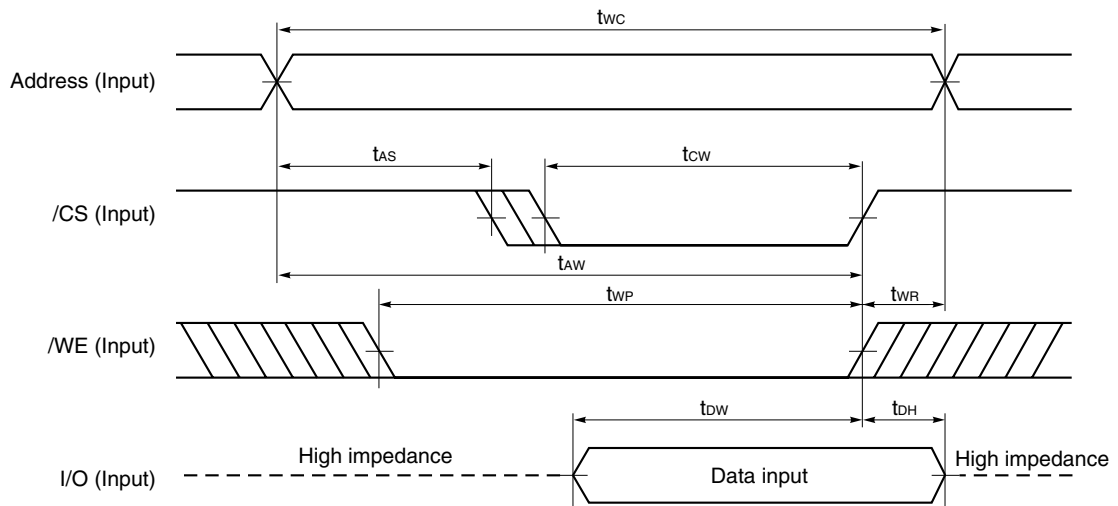 tWC
Address (Input)
tAS
tCW
/CS (Input)
tAW
tWP
tWR
/WE (Input)
tDW
tDH
High impedance
Data input
High impedance
I/O (Input)